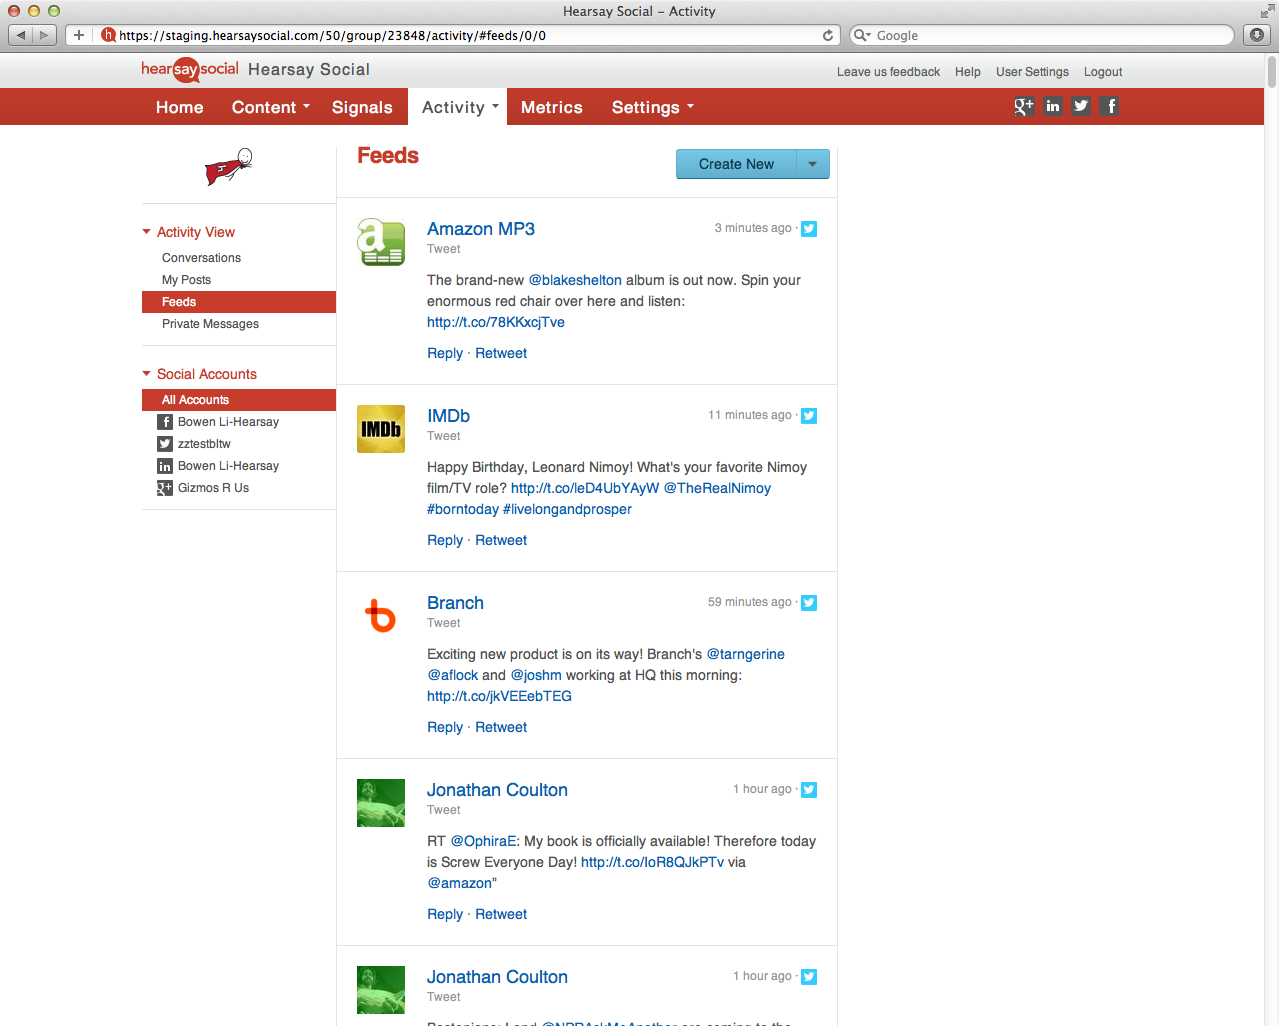 Hearsay Social – Activity
https://staging.hearsaysocial.com/50/group/23848/activity/#feeds/0/0
Google
hearsaysocial Hearsay Social
Leave us feedback Help User Settings Logout
Home Content Signals Activity Metrics Settings
Feeds
Create New
Activity View
Conversations
My Posts
Feeds
Private Messages
Social Accounts
All Accounts
Bowen Li-Hearsay
zztestbltw
Bowen Li-Hearsay
Gizmos R Us
Amazon MP3
3 minutes ago ·
Tweet
The brand-new @blakeshelton album is out now. Spin your
enormous red chair over here and listen:
http://t.co/78KKxcjTve
Reply · Retweet
IMDb
IMDb
11 minutes ago ·
Tweet
Happy Birthday, Leonard Nimoy! What's your favorite Nimoy
film/TV role? http://t.co/leD4UbYAyW @TheRealNimoy
#borntoday #livelongandprosper
Reply · Retweet
Branch
59 minutes ago ·
Tweet
Exciting new product is on its way! Branch's @tarngerine
@aflock and @joshm working at HQ this morning:
http://t.co/jkVEEebTEG
Reply · Retweet
Jonathan Coulton
1 hour ago ·
Tweet
RT @OphiraE: My book is officially available! Therefore today
is Screw Everyone Day! http://t.co/IoR8QJkPTv via
@amazon”
Reply · Retweet
Jonathan Coulton
1 hour ago ·
Tweet